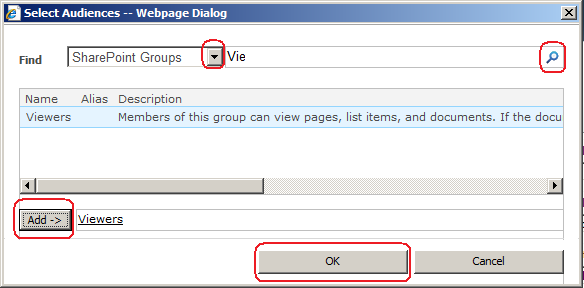 Select Audiences -- Webpage Dialog
Find SharePoint Groups Vie
Name Alias Description
Viewers Members of this group can view pages, list items, and documents. If the docu
Add -> Viewers
OK Cancel